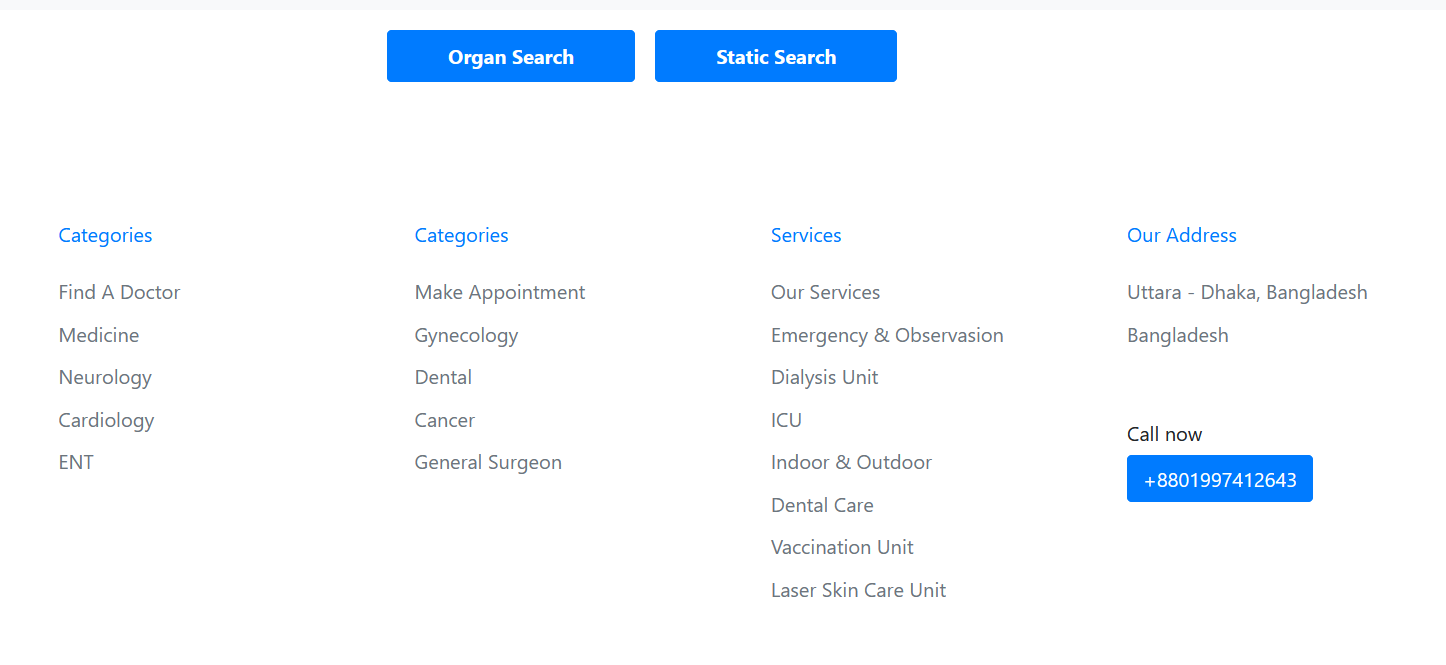 Organ Search
Static Search
Categories
Find A Doctor
Medicine
Neurology
Cardiology
ENT
Categories
Make Appointment
Gynecology
Dental
Cancer
General Surgeon
Services
Our Services
Emergency & Observasion
Dialysis Unit
ICU
Indoor & Outdoor
Dental Care
Vaccination Unit
Laser Skin Care Unit
Our Address
Uttara - Dhaka, Bangladesh
Bangladesh
Call now
+8801997412643